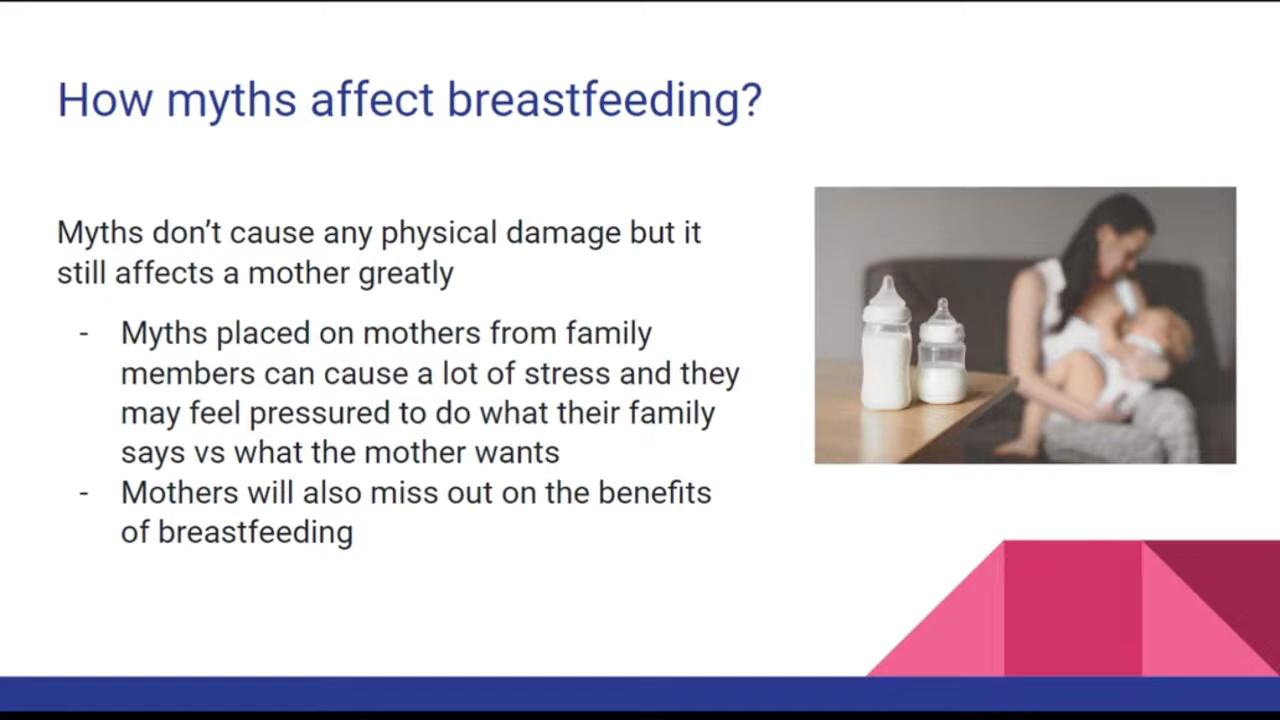 How myths affect breastfeeding?
Myths don’t cause any physical damage but it
still affects a mother greatly
- Myths placed on mothers from family
members can cause a lot of stress and they
may feel pressured to do what their family
says vs what the mother wants
- Mothers will also miss out on the benefits
of breastfeeding